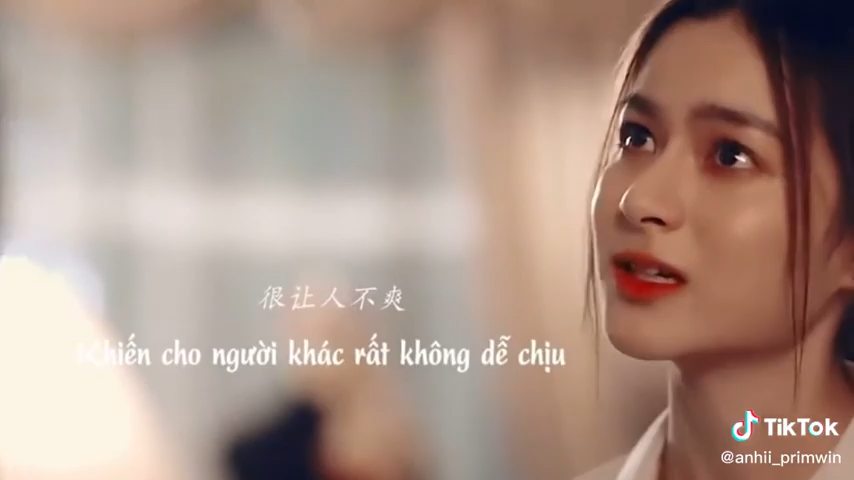 很让人不爽
Khiến cho người khác rất không dễ chịu
TikTok
@anhii_primwin